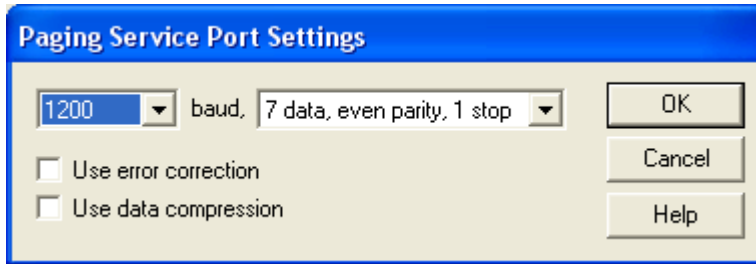 Paging Service Port Settings
1200 baud, 7 data, even parity, 1 stop
OK
Use error correction
Cancel
Use data compression
Help